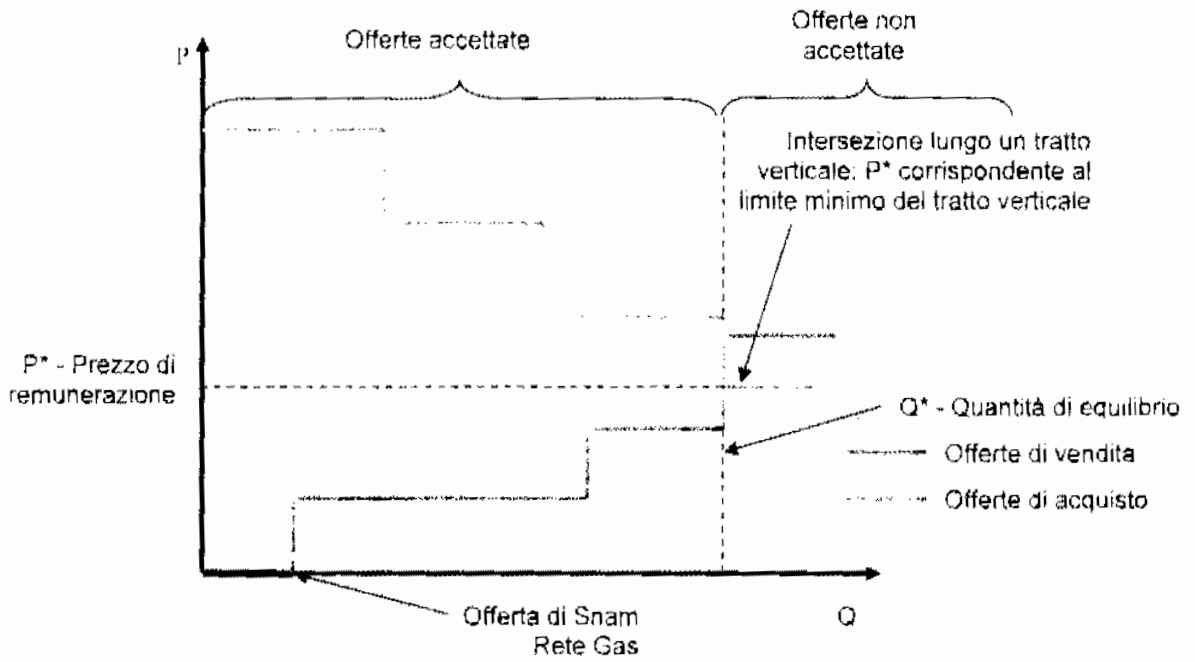 P
Offerte accettate
Offerte non
accettate
Intersezione lungo un tratto
verticale: P* corrispondente al
limite minimo del tratto verticale
P* - Prezzo di
remunerazione
Q* - Quantità di equilibrio
Offerte di vendita
Offerte di acquisto
Offerta di Snam
Rete Gas
Q